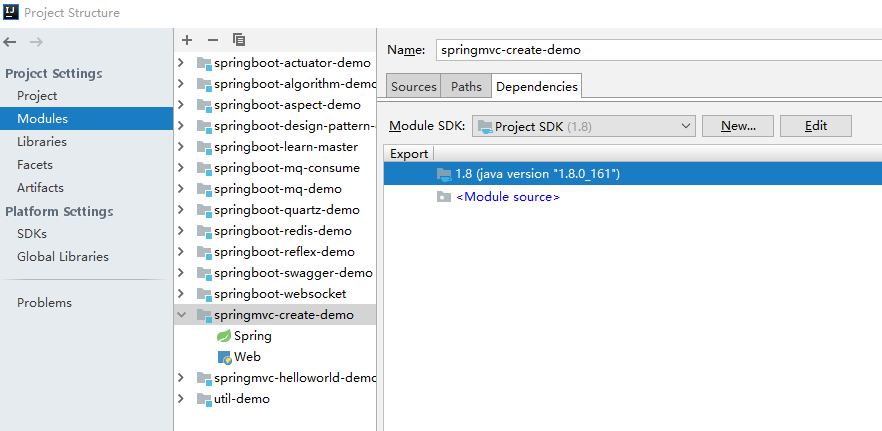 Project Structure
Project Settings
Project
Modules
Libraries
Facets
Artifacts
Platform Settings
SDKs
Global Libraries
Problems
springboot-actuator-demo
springboot-algorithm-demo
springboot-aspect-demo
springboot-design-pattern-
springboot-learn-master
springboot-mq-consume
springboot-mq-demo
springboot-quartz-demo
springboot-redis-demo
springboot-reflex-demo
springboot-swagger-demo
springboot-websocket
springmvc-create-demo
Spring
Web
springmvc-helloworld-demo
util-demo
Name: springmvc-create-demo
Sources Paths Dependencies
Module SDK: Project SDK (1.8) New... Edit
Export
1.8 (java version "1.8.0_161")
<Module source>